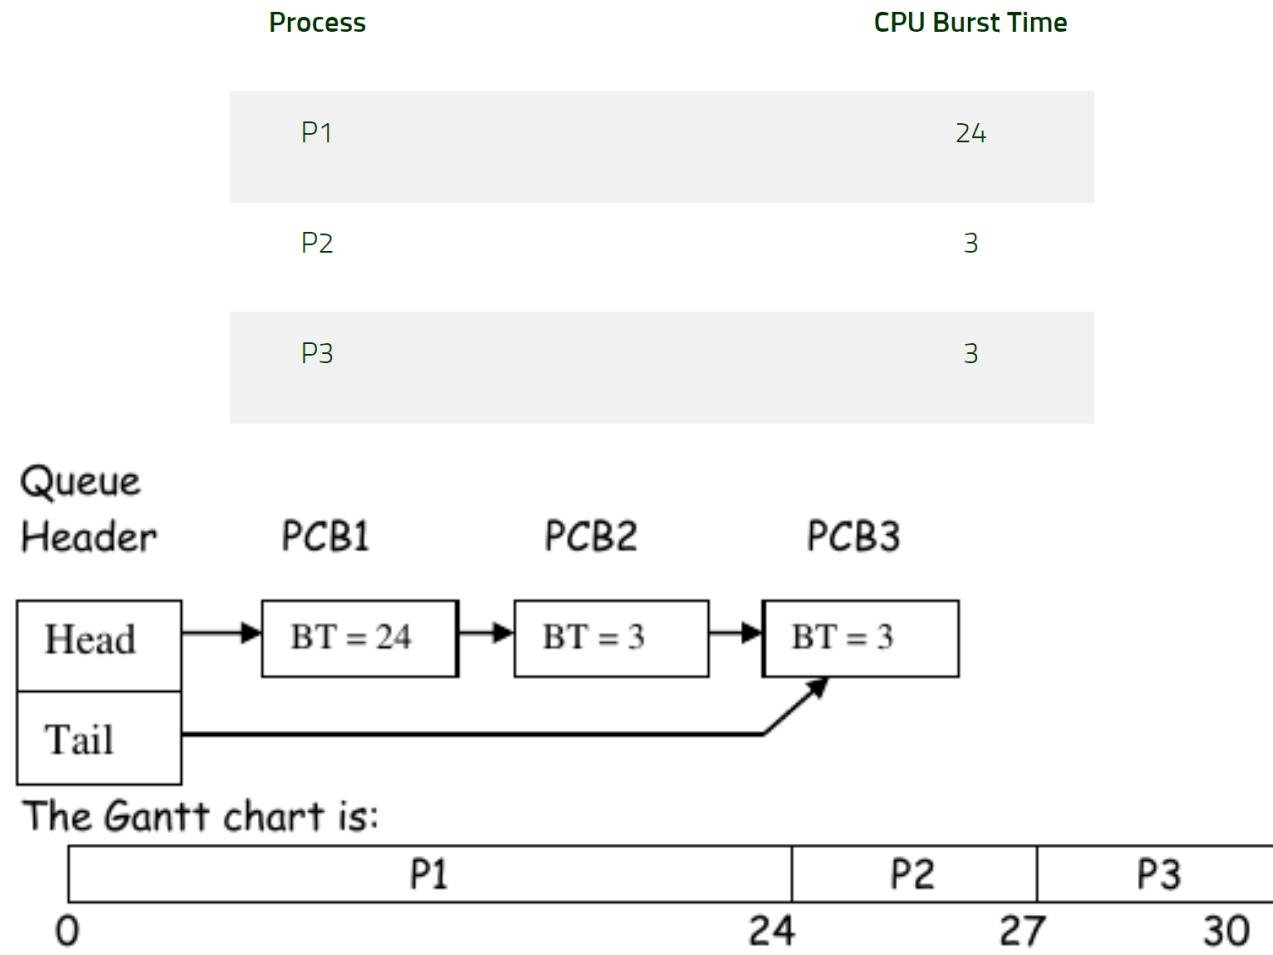 Process CPU Burst Time
P1 24
P2 3
P3 3
Queue
Header PCB1 PCB2 PCB3
Head BT = 24 BT = 3 BT = 3
Tail
The Gantt chart is:
P1 P2 P3
0 24 27 30